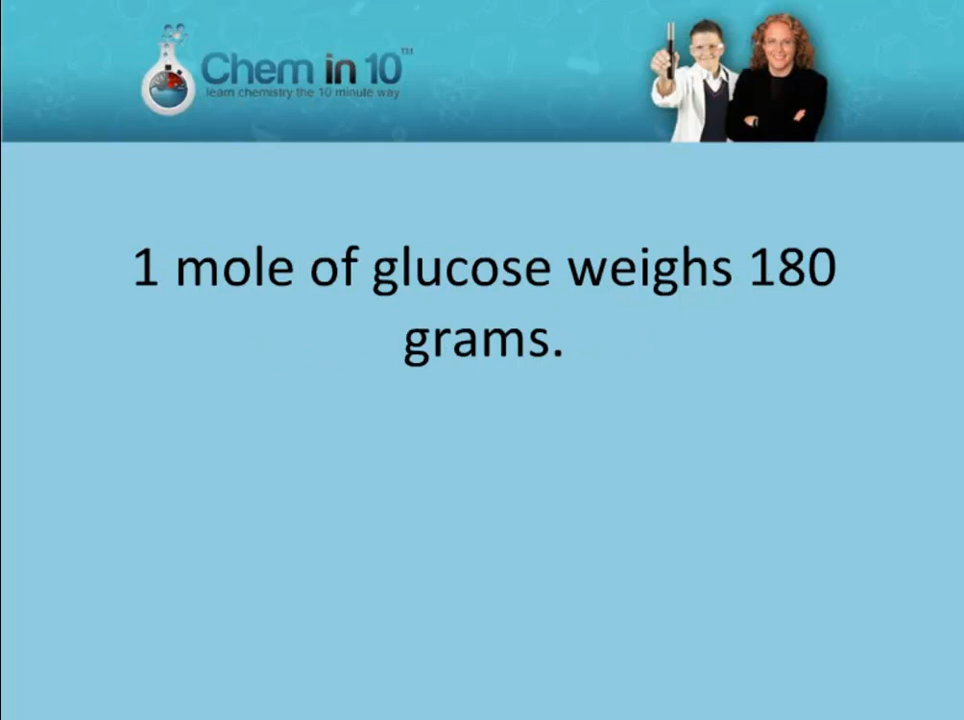 Chem in 10™
learn chemistry the 10 minute way
1 mole of glucose weighs 180
grams.